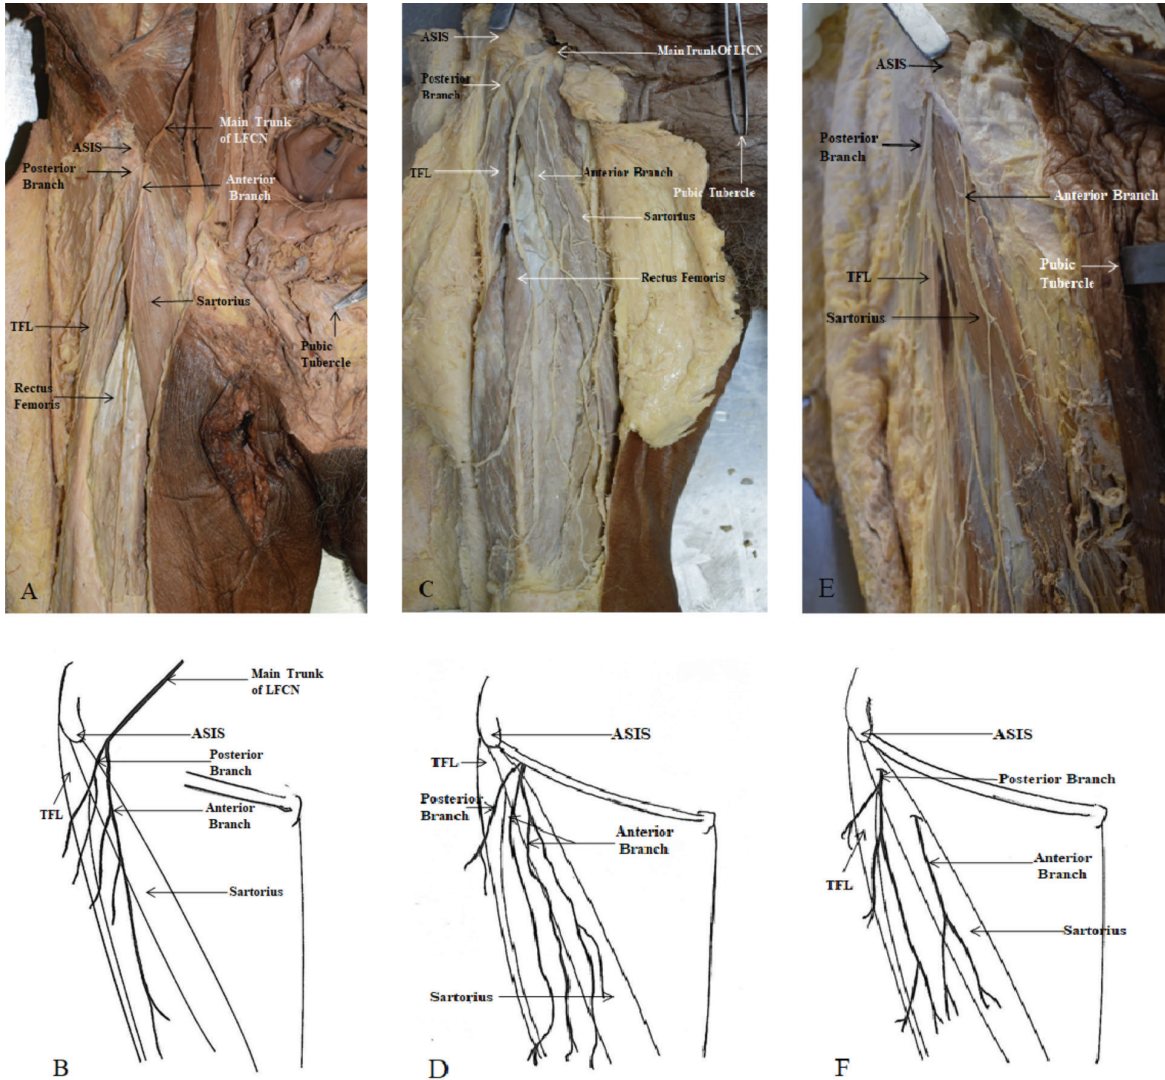 ASIS
Main Trunk
of LFCN
Posterior
Branch
Anterior
Branch
Sartorius
TFL
Pubic
Tubercle
Rectus
Femoris
A
ASIS
Main Trunk Of LFCN
Posterior
Branch
TFL
Anterior Branch
Pubic Tubercle
Sartorius
Rectus Femoris
C
ASIS
Posterior
Branch
Anterior Branch
Pubic
Tubercle
TFL
Sartorius
E
Main Trunk
of LFCN
ASIS
Posterior
Branch
TFL
Anterior
Branch
Sartorius
B
ASIS
TFL
Posterior
Branch
Anterior
Branch
Sartorius
D
ASIS
Posterior Branch
Anterior
Branch
TFL
Sartorius
F